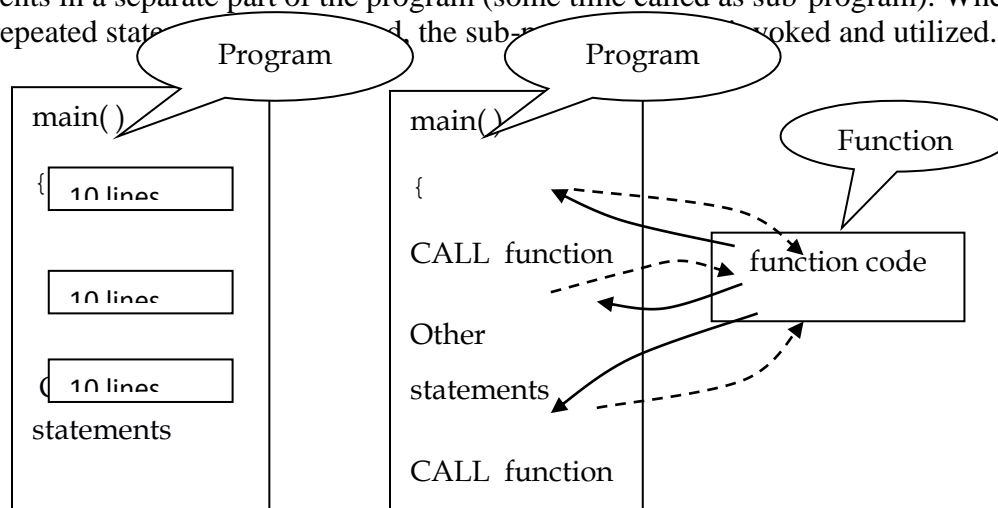 ents in a separate part of the program (some time called as sub-program). Whe
epeated state d, the sub- voked and utilized.
Program
main( )
{
10 lines
10 lines
10 lines
statements
Program
main()
{
CALL function
Other
statements
CALL function
Function
function code